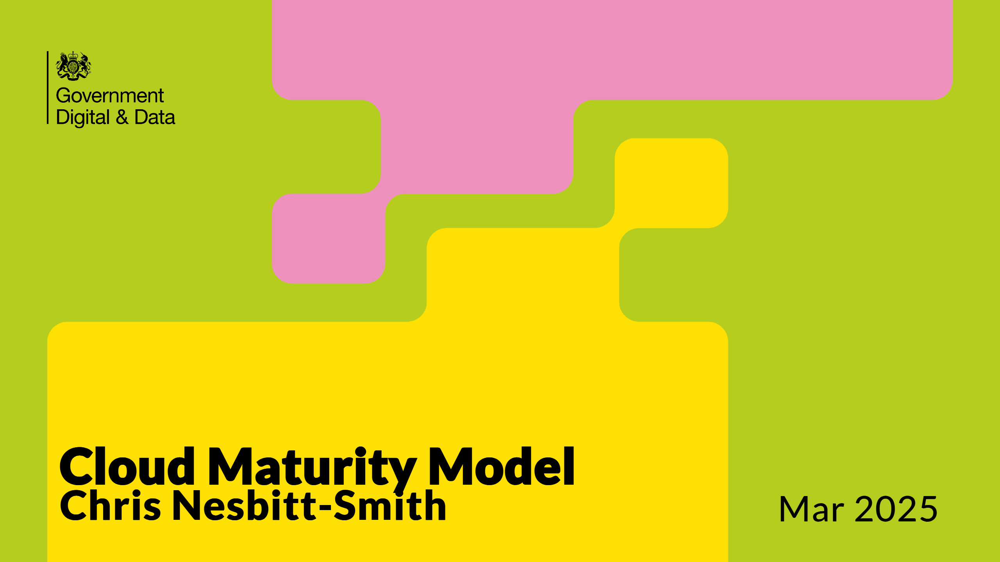 Government
Digital & Data
Cloud Maturity Model
Chris Nesbitt-Smith
Mar 2025